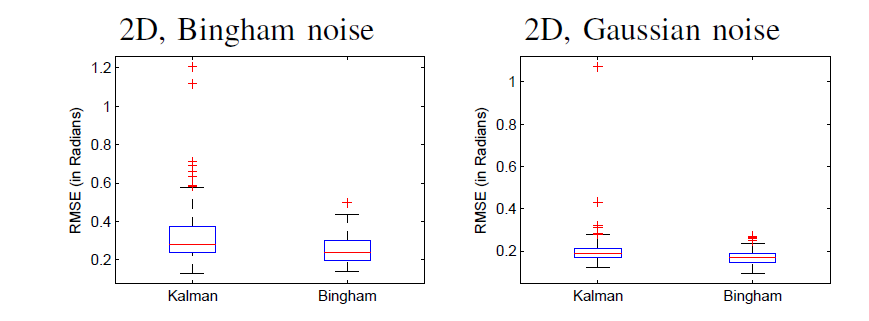 2D, Bingham noise
1.2
1
0.8
0.6
0.4
0.2
RMSE (in Radians)
Kalman
Bingham
2D, Gaussian noise
1
0.8
0.6
0.4
0.2
RMSE (in Radians)
Kalman
Bingham